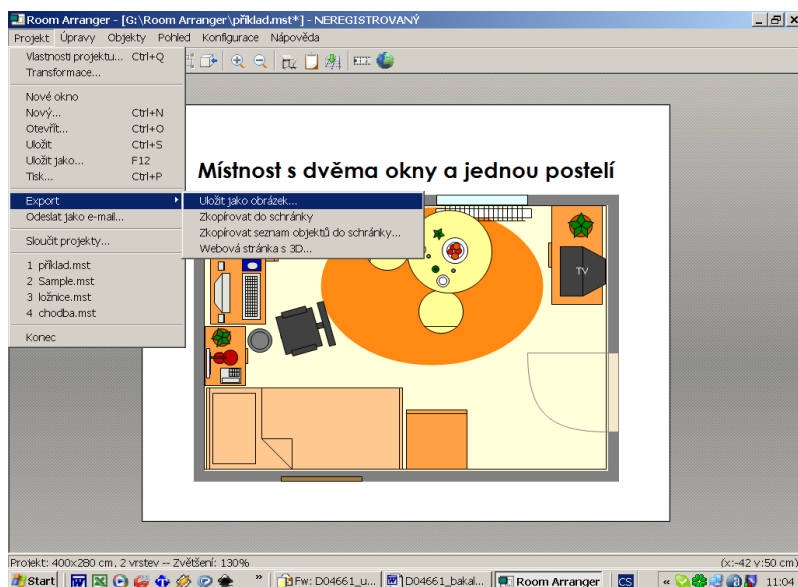 Room Arranger - [G:\Room Arranger\příklad.mst*] - NEREGISTROVANÝ
Projekt Úpravy Objekty Pohled Konfigurace Nápověda
Vlastnosti projektu... Ctrl+Q
Transformace...
Nové okno
Nový... Ctrl+N
Otevřít... Ctrl+O
Uložit Ctrl+S
Uložit jako... F12
Tisk... Ctrl+P
Export
Odeslat jako e-mail...
Sloučit projekty...
1 příklad.mst
2 Sample.mst
3 ložnice.mst
4 chodba.mst
Konec
Uložit jako obrázek...
Zkopírovat do schránky
Zkopírovat seznam objektů do schránky...
Webová stránka s 3D...
Místnost s dvěma okny a jednou postelí
TV
Projekt: 400x280 cm, 2 vrstev -- Zvětšení: 130% (x:-42 y:50 cm)
Start » Fw: D04661_u... D04661_bakal... Room Arranger CS « 11:04